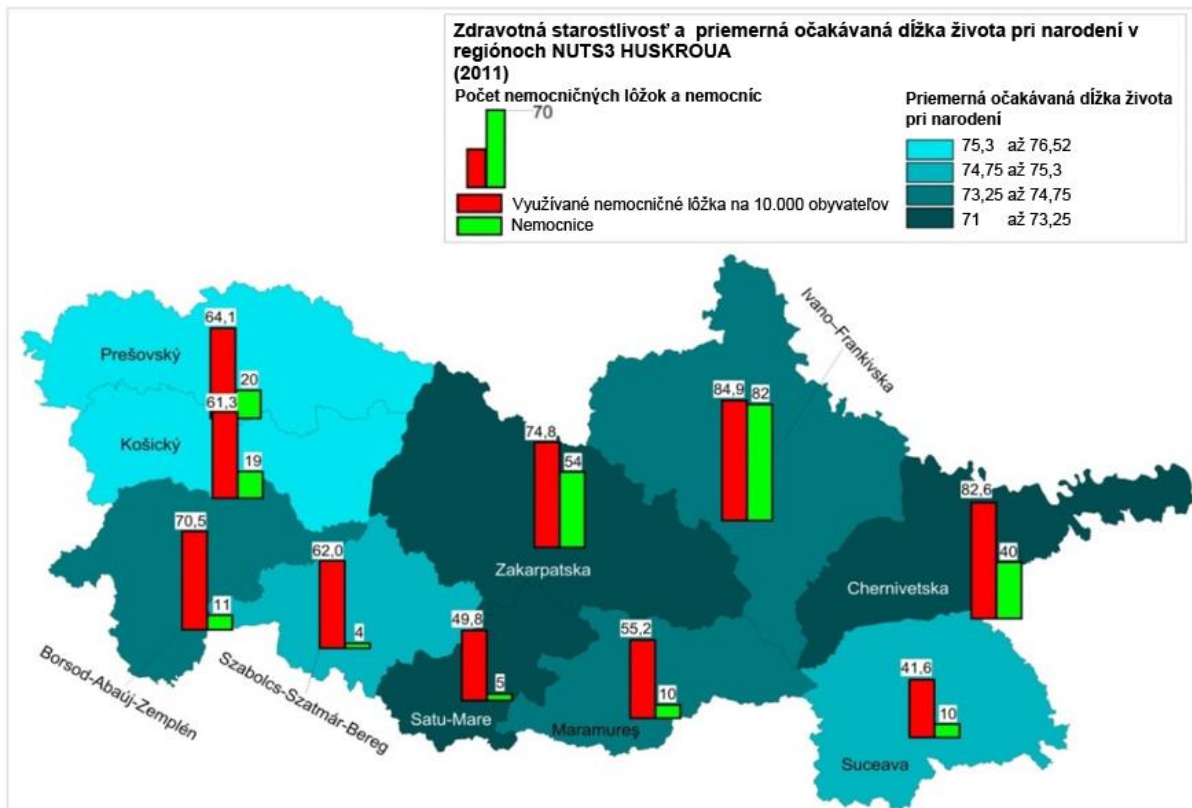 Zdravotná starostlivosť a priemerná očakávaná dĺžka života pri narodení v
regiónoch NUTS3 HUSKROUA
(2011)
Počet nemocničných lôžok a nemocníc
70
Využívané nemocničné lôžka na 10.000 obyvateľov
Nemocnice
Priemerná očakávaná dĺžka života
pri narodení
75,3 až 76,52
74,75 až 75,3
73,25 až 74,75
71 až 73,25
Prešovský
64,1
20
Košický
61,3
19
Borsod-Abaúj-Zemplén
70,5
11
Szabolcs-Szatmár-Bereg
62,0
4
Zakarpatska
74,8
54
Ivano–Frankivska
84,9
82
Chernivetska
82,6
40
Satu-Mare
49,8
5
Maramureş
55,2
10
Suceava
41,6
10